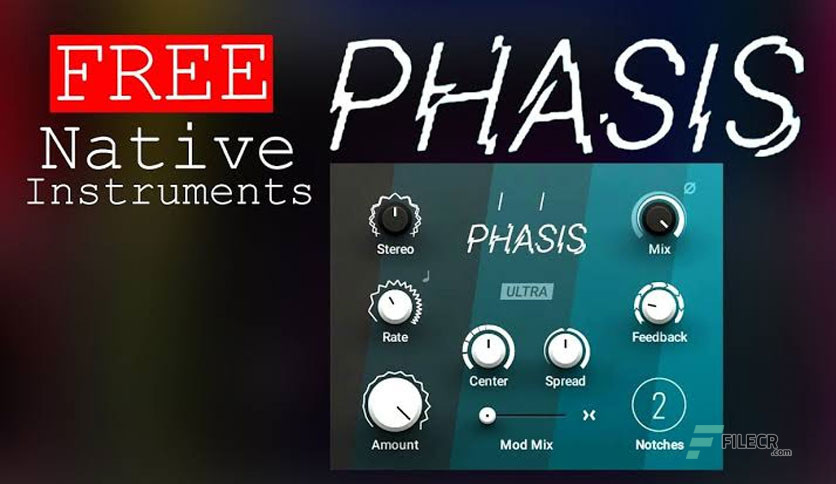 FREE
Native
Instruments
PHASIS
Stereo
PHASIS
Mix
ULTRA
Rate
Feedback
Center
Spread
2
Amount
Mod Mix
Notches
FILECR
.com